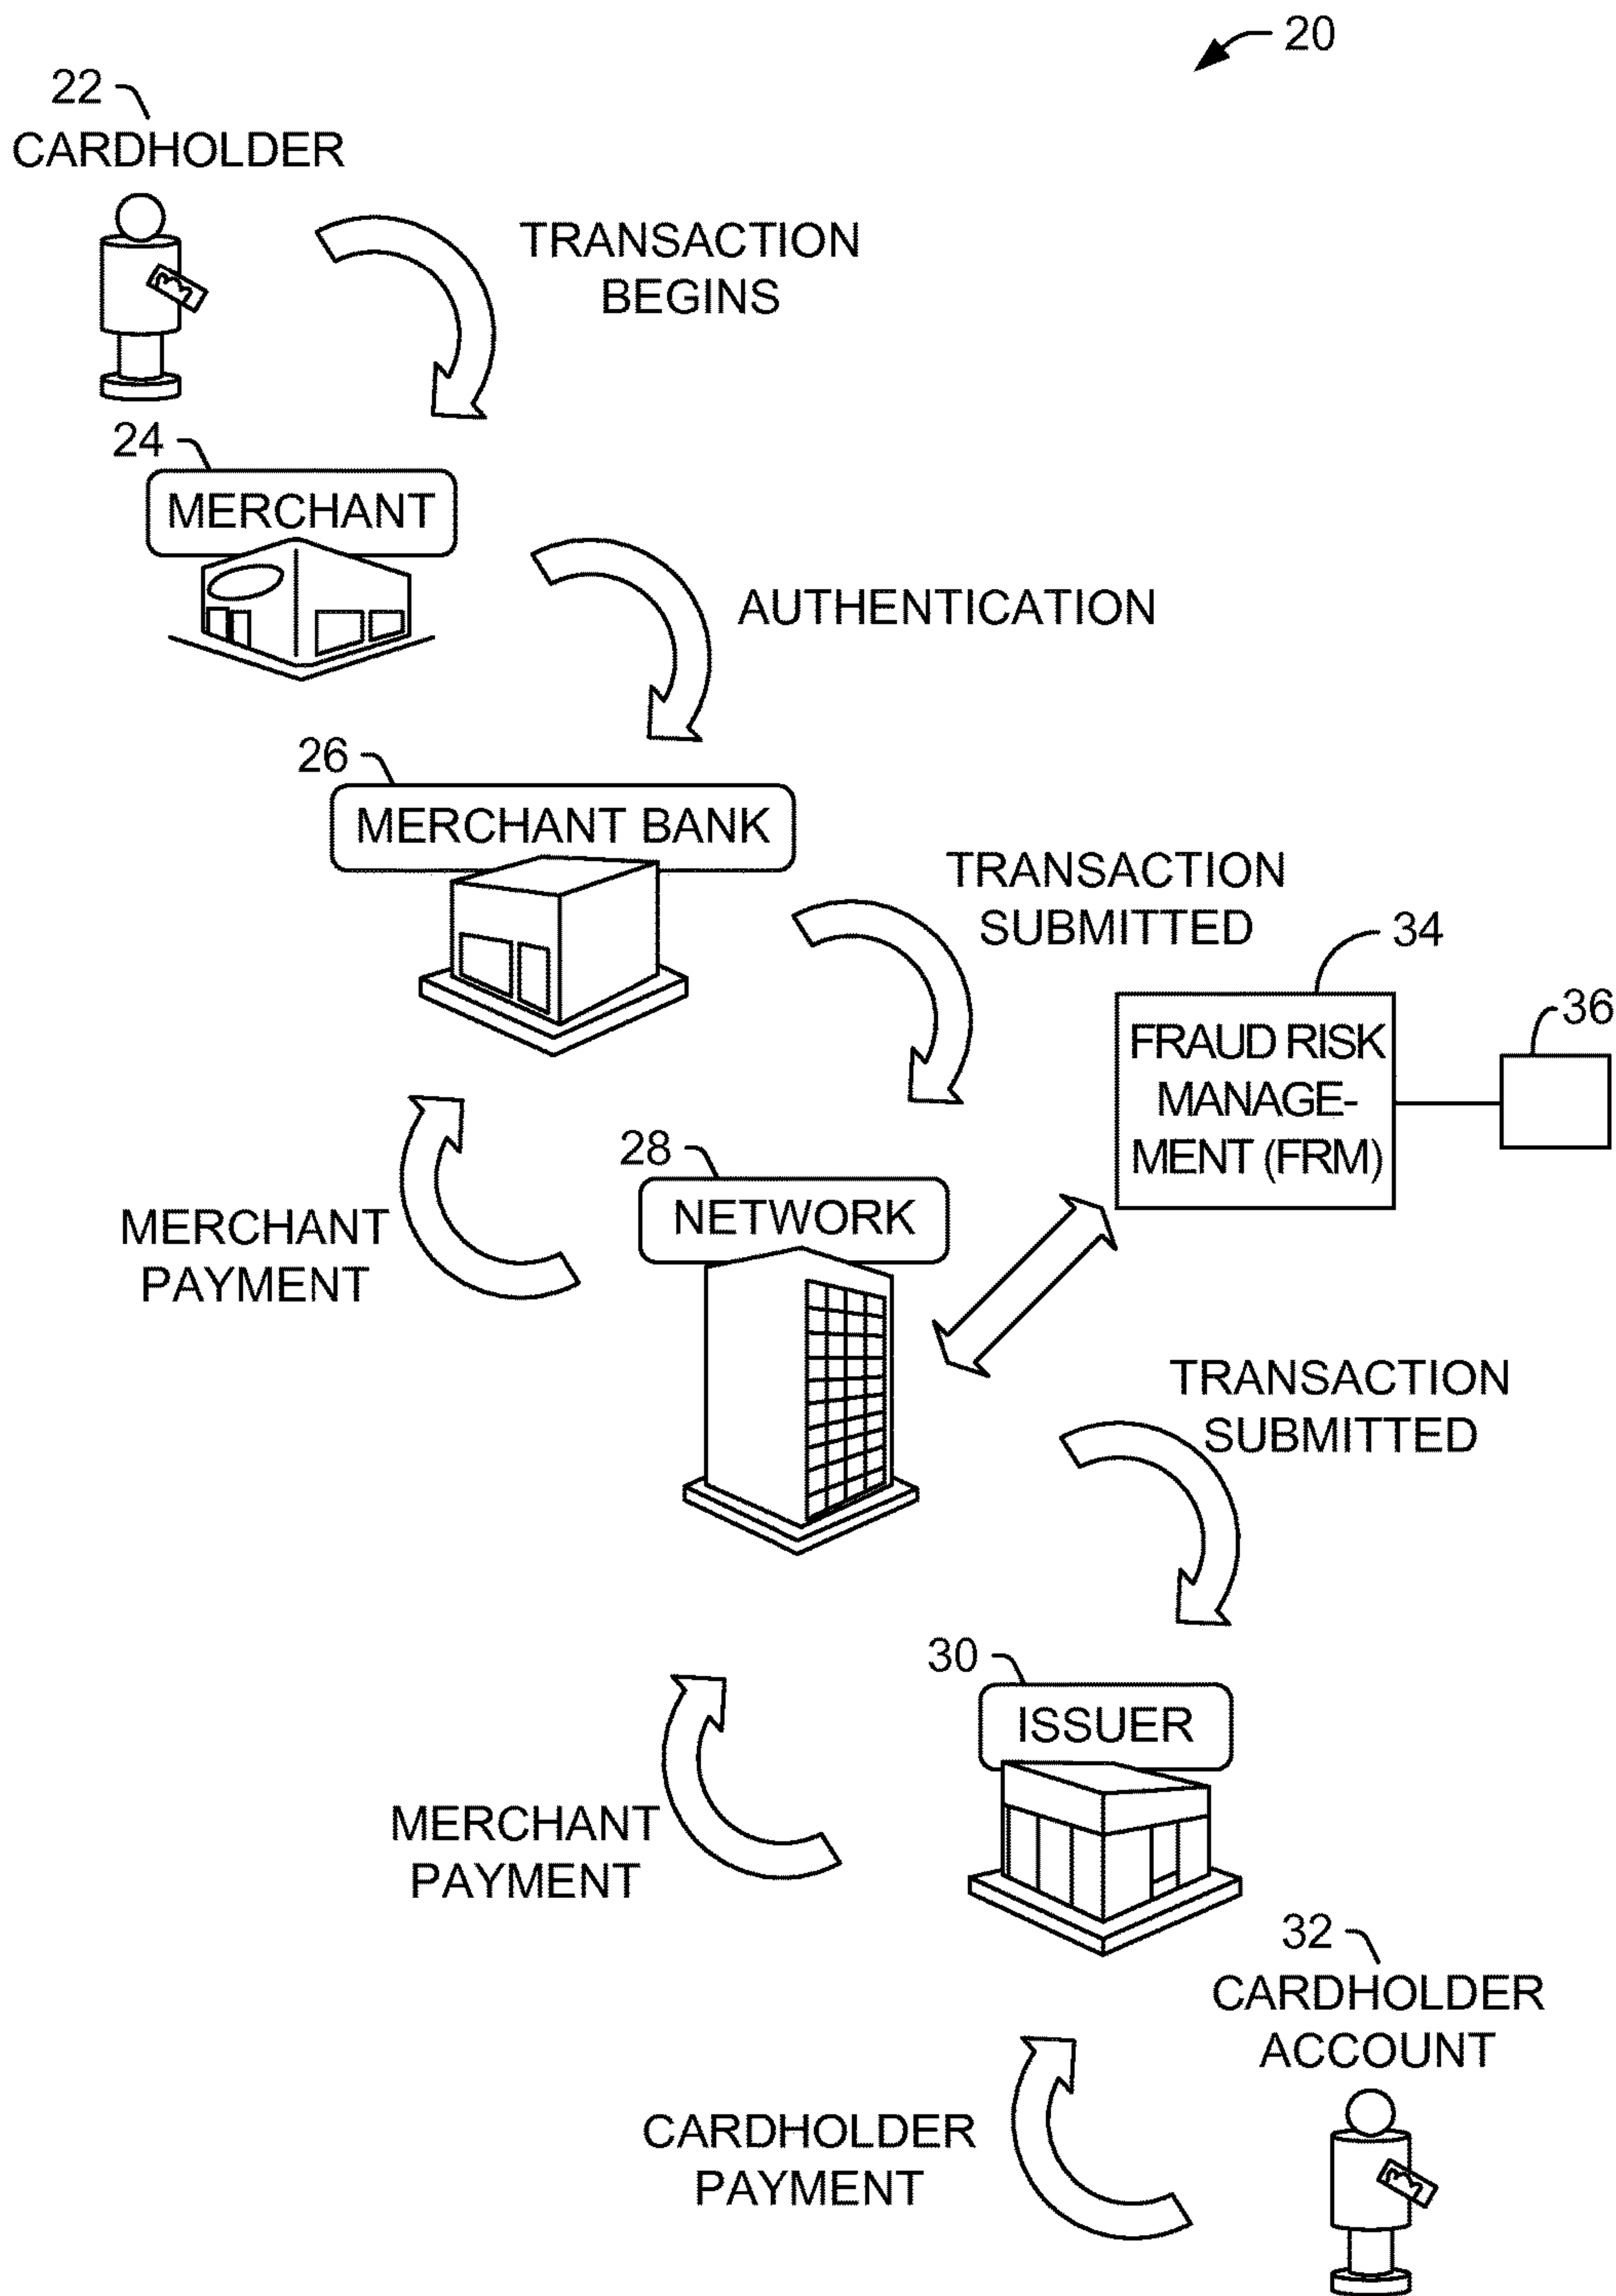 20
22
CARDHOLDER
TRANSACTION
BEGINS
24
MERCHANT
AUTHENTICATION
26
MERCHANT BANK
TRANSACTION
SUBMITTED
34
FRAUD RISK
MANAGE-
MENT (FRM)
36
28
NETWORK
MERCHANT
PAYMENT
TRANSACTION
SUBMITTED
30
ISSUER
MERCHANT
PAYMENT
32
CARDHOLDER
ACCOUNT
CARDHOLDER
PAYMENT